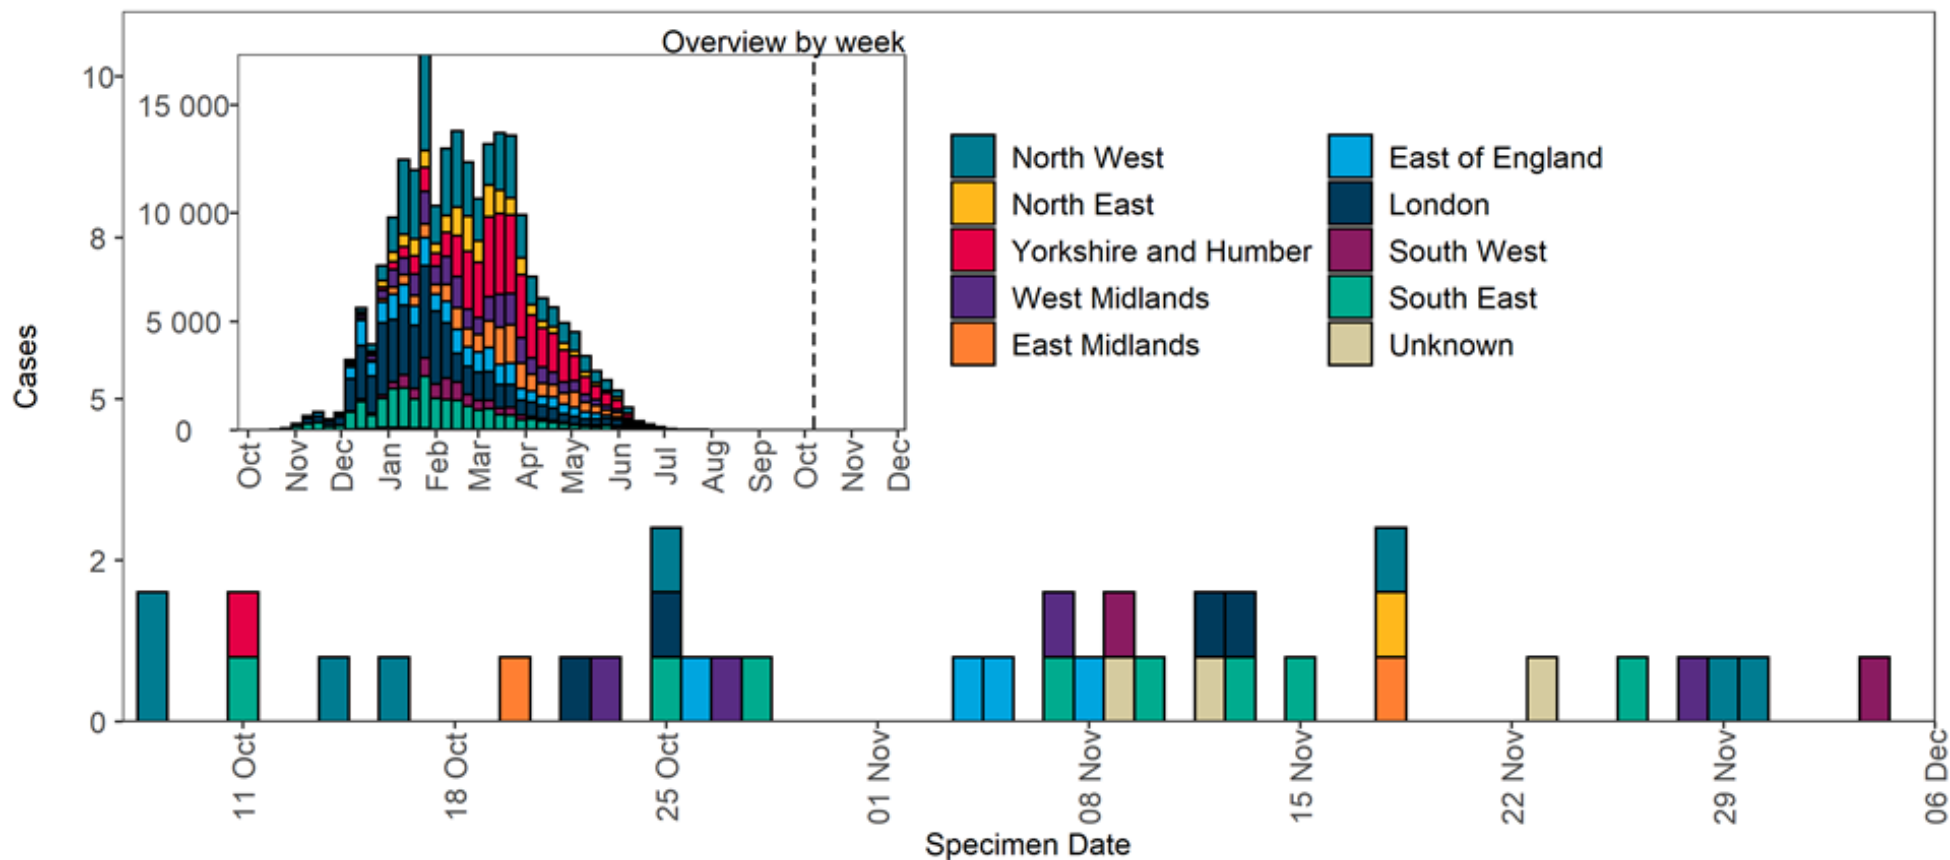 Overview by week
10
8
5
2
0
Cases
15 000
10 000
5 000
0
Oct
Nov
Dec
Jan
Feb
Mar
Apr
May
Jun
Jul
Aug
Sep
Oct
Nov
Dec
North West
North East
Yorkshire and Humber
West Midlands
East Midlands
East of England
London
South West
South East
Unknown
11 Oct
18 Oct
25 Oct
01 Nov
08 Nov
15 Nov
22 Nov
29 Nov
06 Dec
Specimen Date